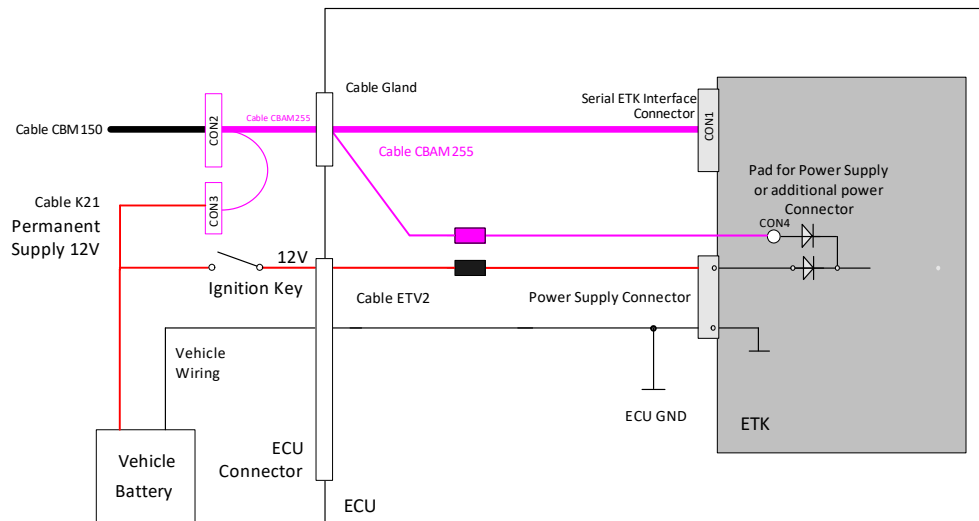 Cable Gland
Serial ETK Interface
Connector
CON1
Cable CBM150
CON2
Cable CBAM255
Cable CBAM255
Pad for Power Supply
or additional power
Connector
CON4
Cable K21
Permanent
Supply 12V
CON3
12V
Ignition Key
Cable ETV2
Power Supply Connector
Vehicle
Wiring
ECU GND
ETK
ECU
Connector
Vehicle
Battery
ECU